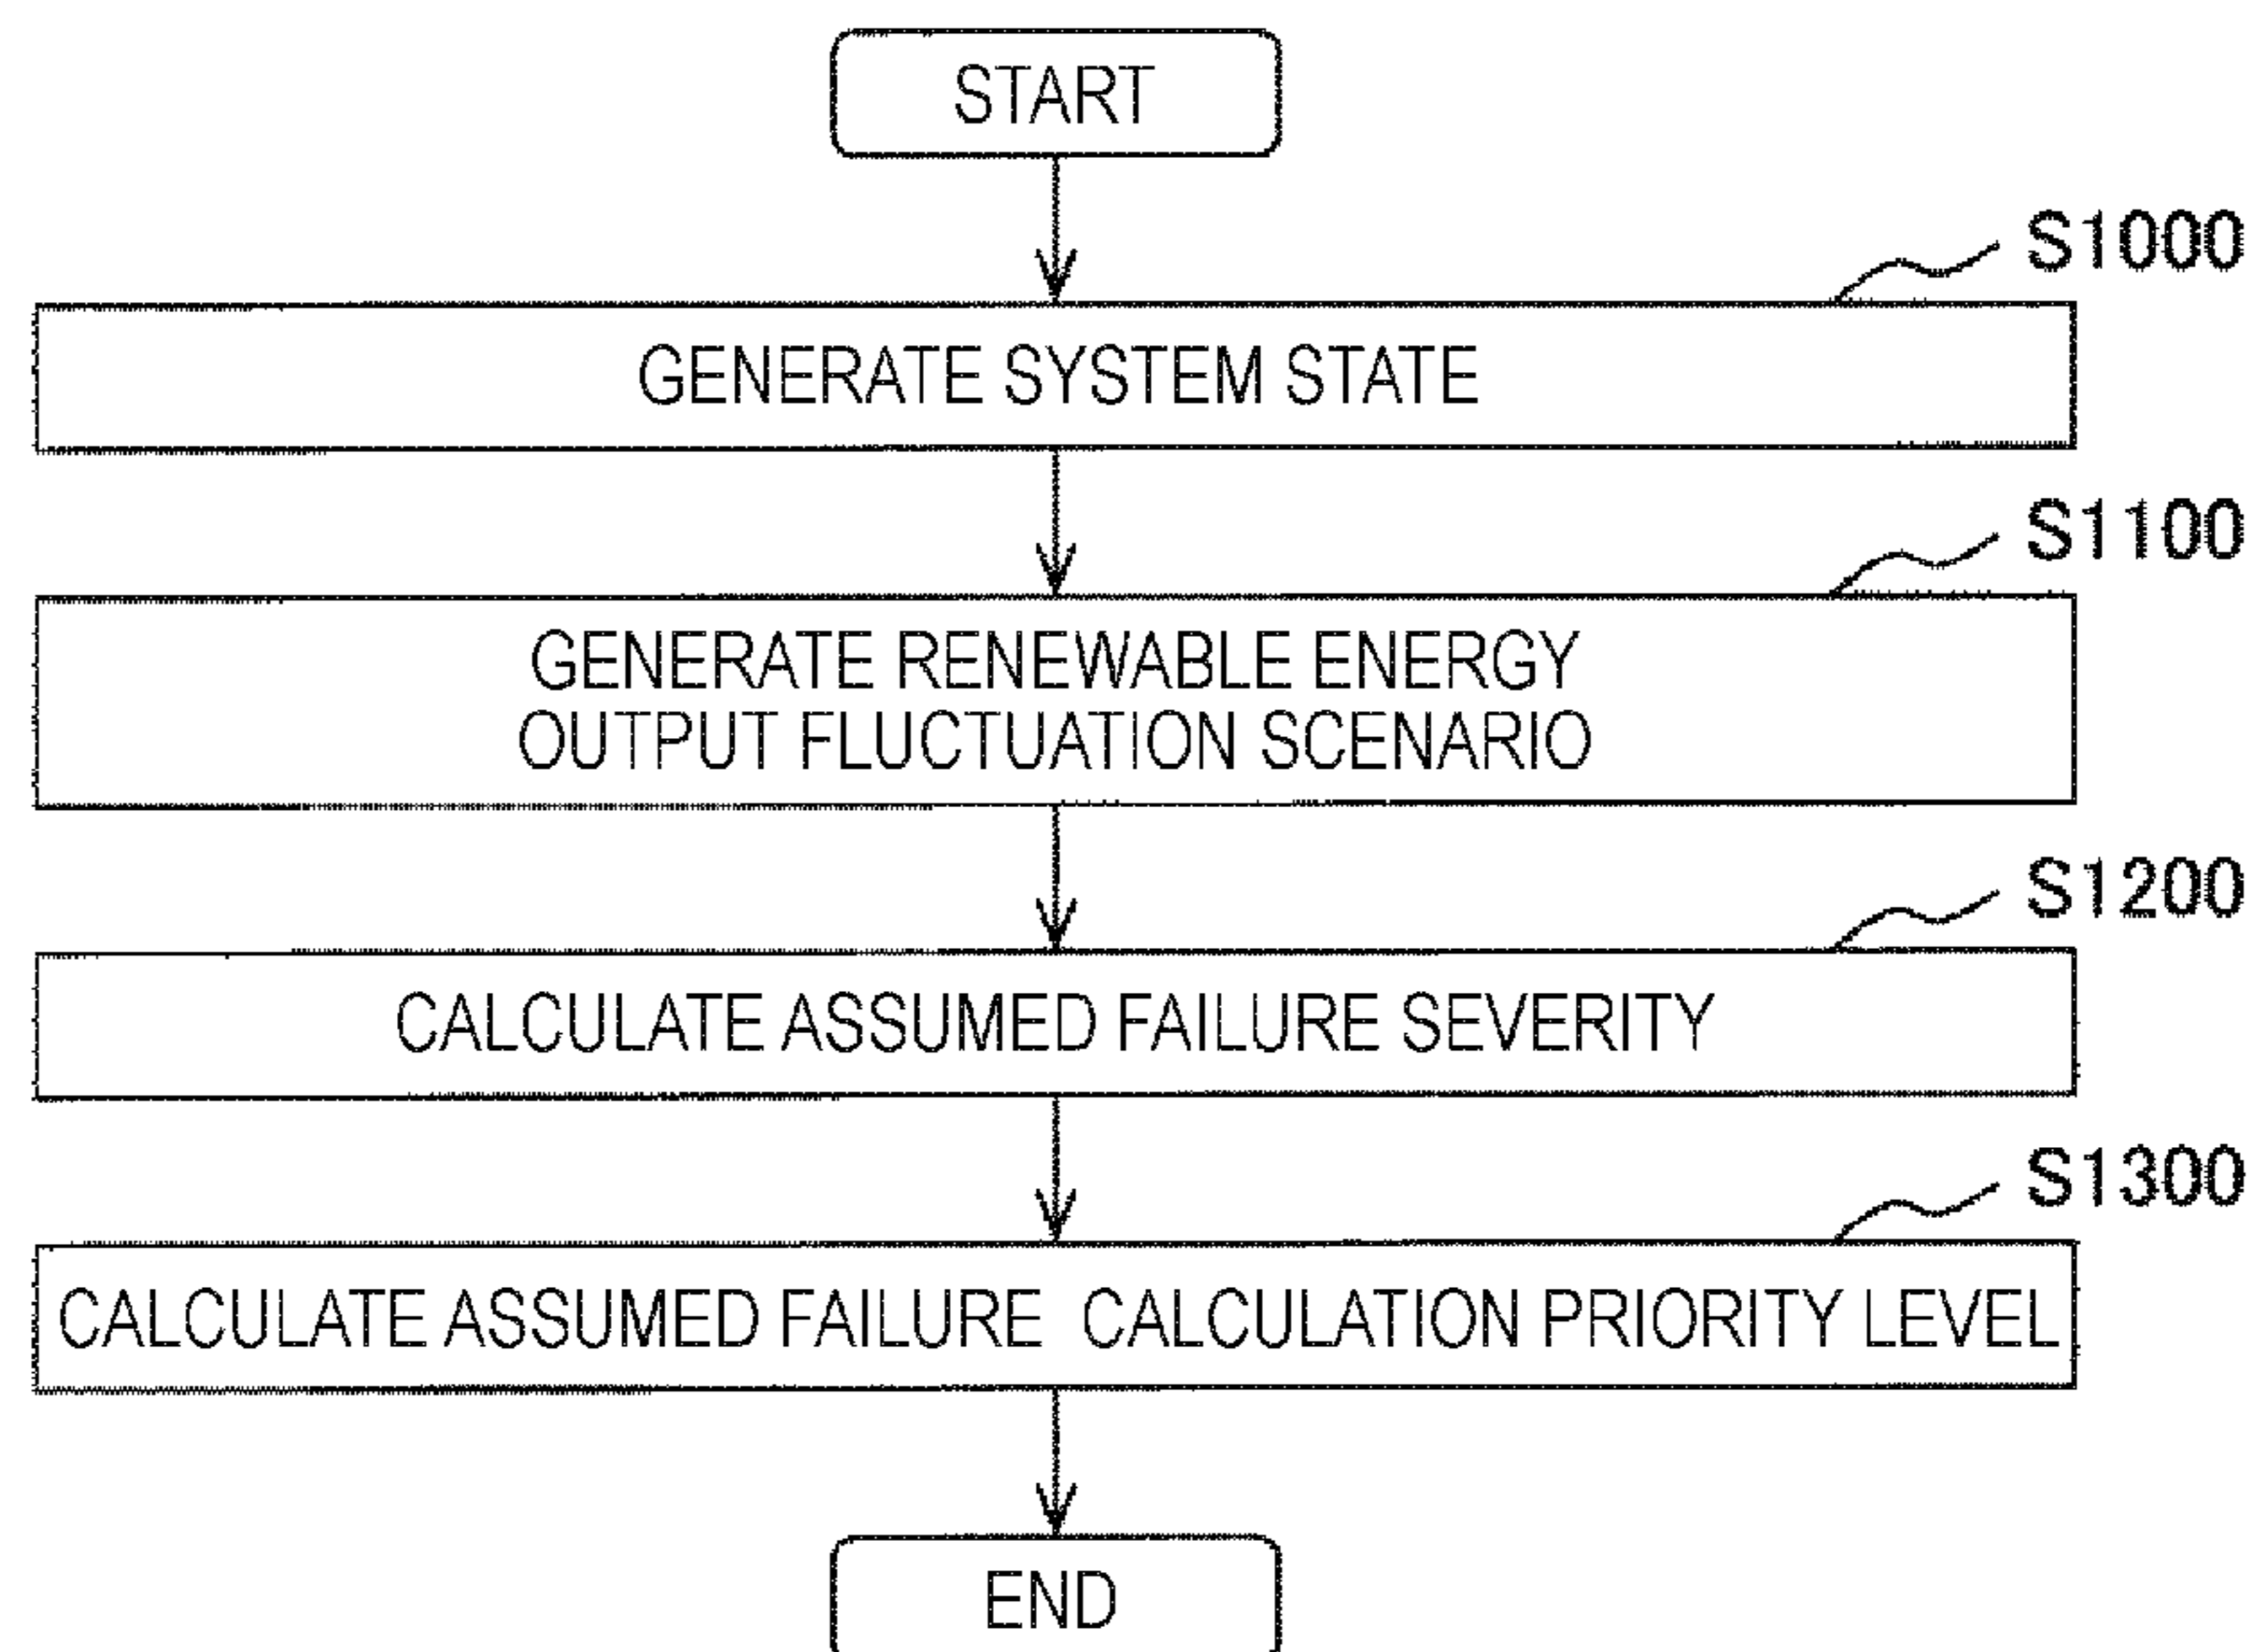 START
S1000
GENERATE SYSTEM STATE
S1100
GENERATE RENEWABLE ENERGY
OUTPUT FLUCTUATION SCENARIO
S1200
CALCULATE ASSUMED FAILURE SEVERITY
S1300
CALCULATE ASSUMED FAILURE CALCULATION PRIORITY LEVEL
END